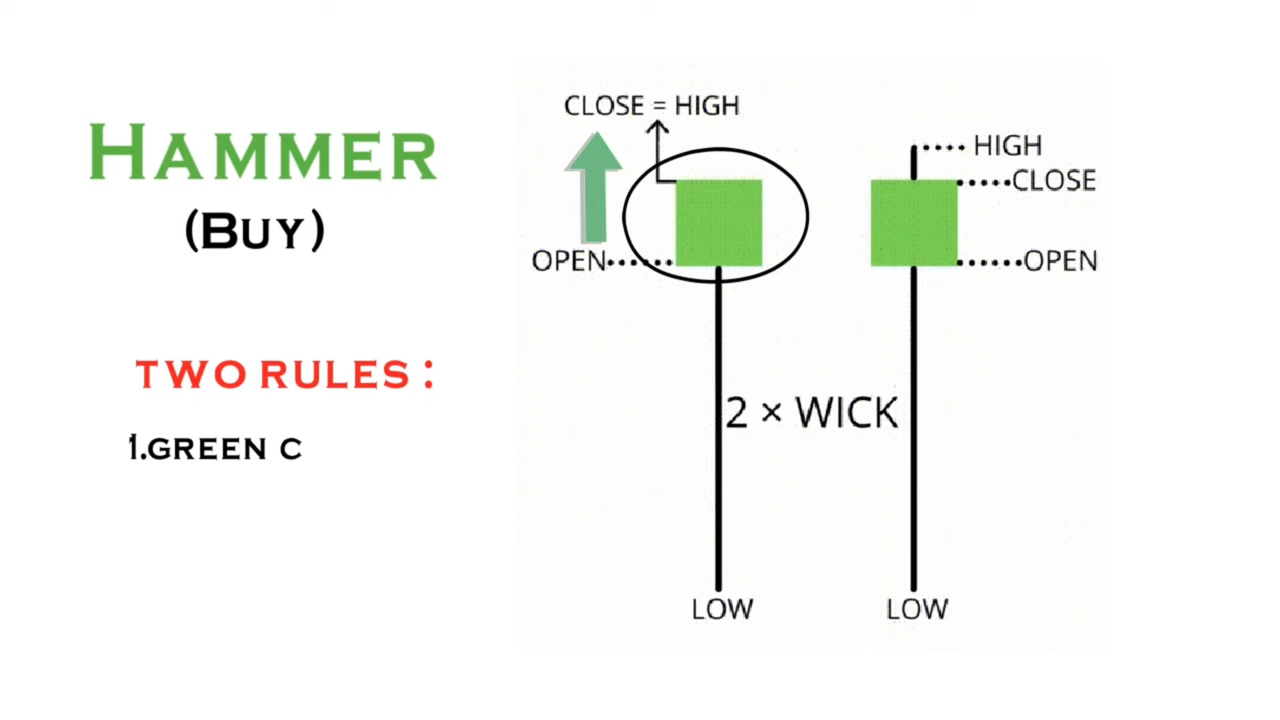 HAMMER
(BUY)
TWO RULES :
1.GREEN C
CLOSE = HIGH
OPEN
HIGH
CLOSE
OPEN
2 × WICK
LOW
LOW